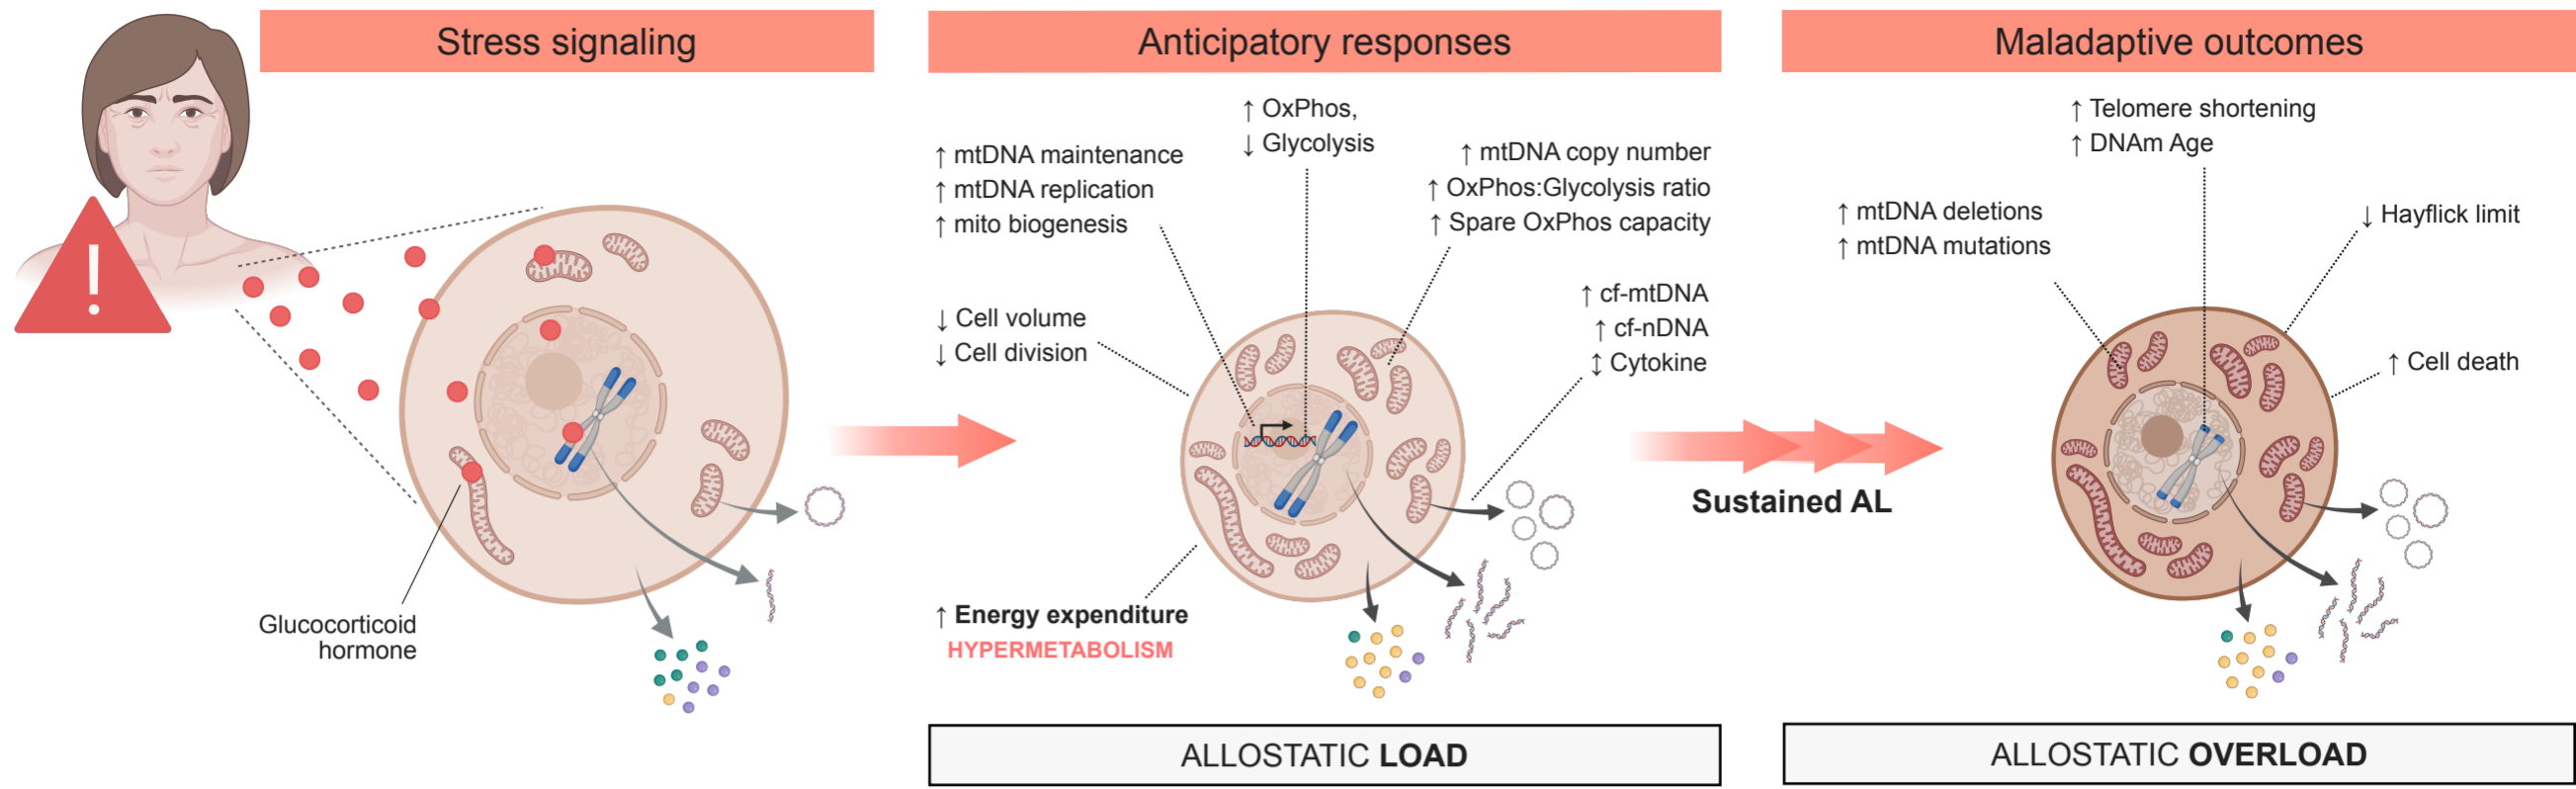 Stress signaling
!
Glucocorticoid
hormone
Anticipatory responses
↑ OxPhos,
↓ Glycolysis
↑ mtDNA maintenance
↑ mtDNA replication
↑ mito biogenesis
↑ mtDNA copy number
↑ OxPhos:Glycolysis ratio
↑ Spare OxPhos capacity
↓ Cell volume
↓ Cell division
↑ cf-mtDNA
↑ cf-nDNA
↕ Cytokine
↑ Energy expenditure
HYPERMETABOLISM
ALLOSTATIC LOAD
Sustained AL
Maladaptive outcomes
↑ Telomere shortening
↑ DNAm Age
↑ mtDNA deletions
↑ mtDNA mutations
↓ Hayflick limit
↑ Cell death
ALLOSTATIC OVERLOAD